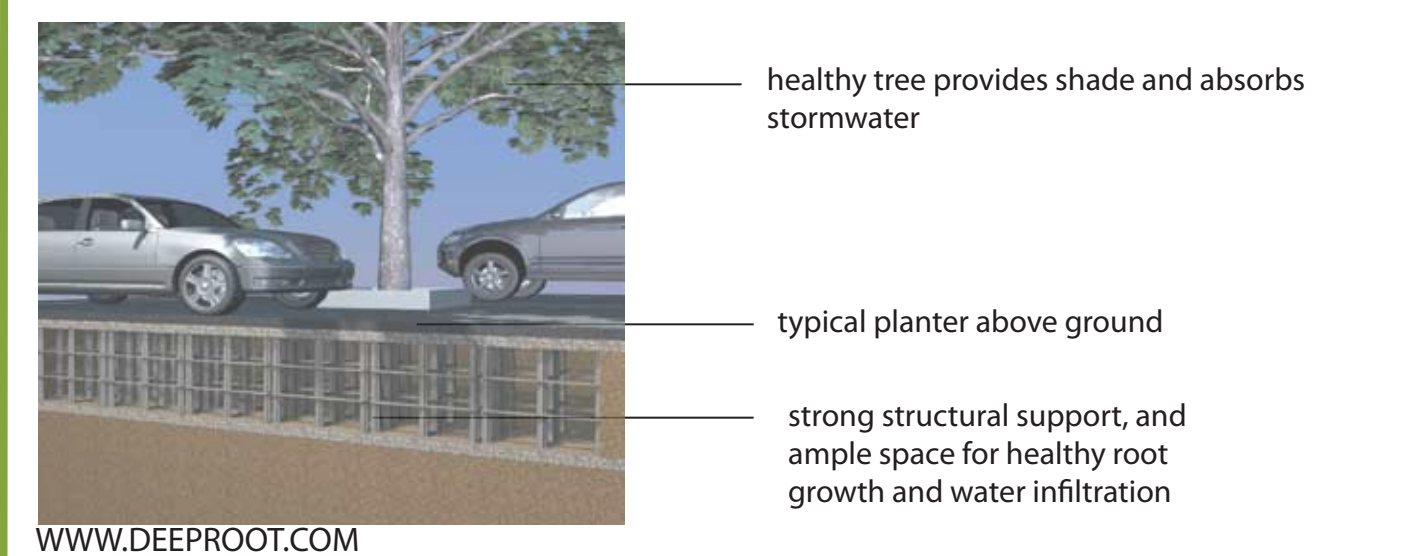 healthy tree provides shade and absorbs
stormwater
typical planter above ground
strong structural support, and
ample space for healthy root
growth and water infiltration
WWW.DEEPROOT.COM